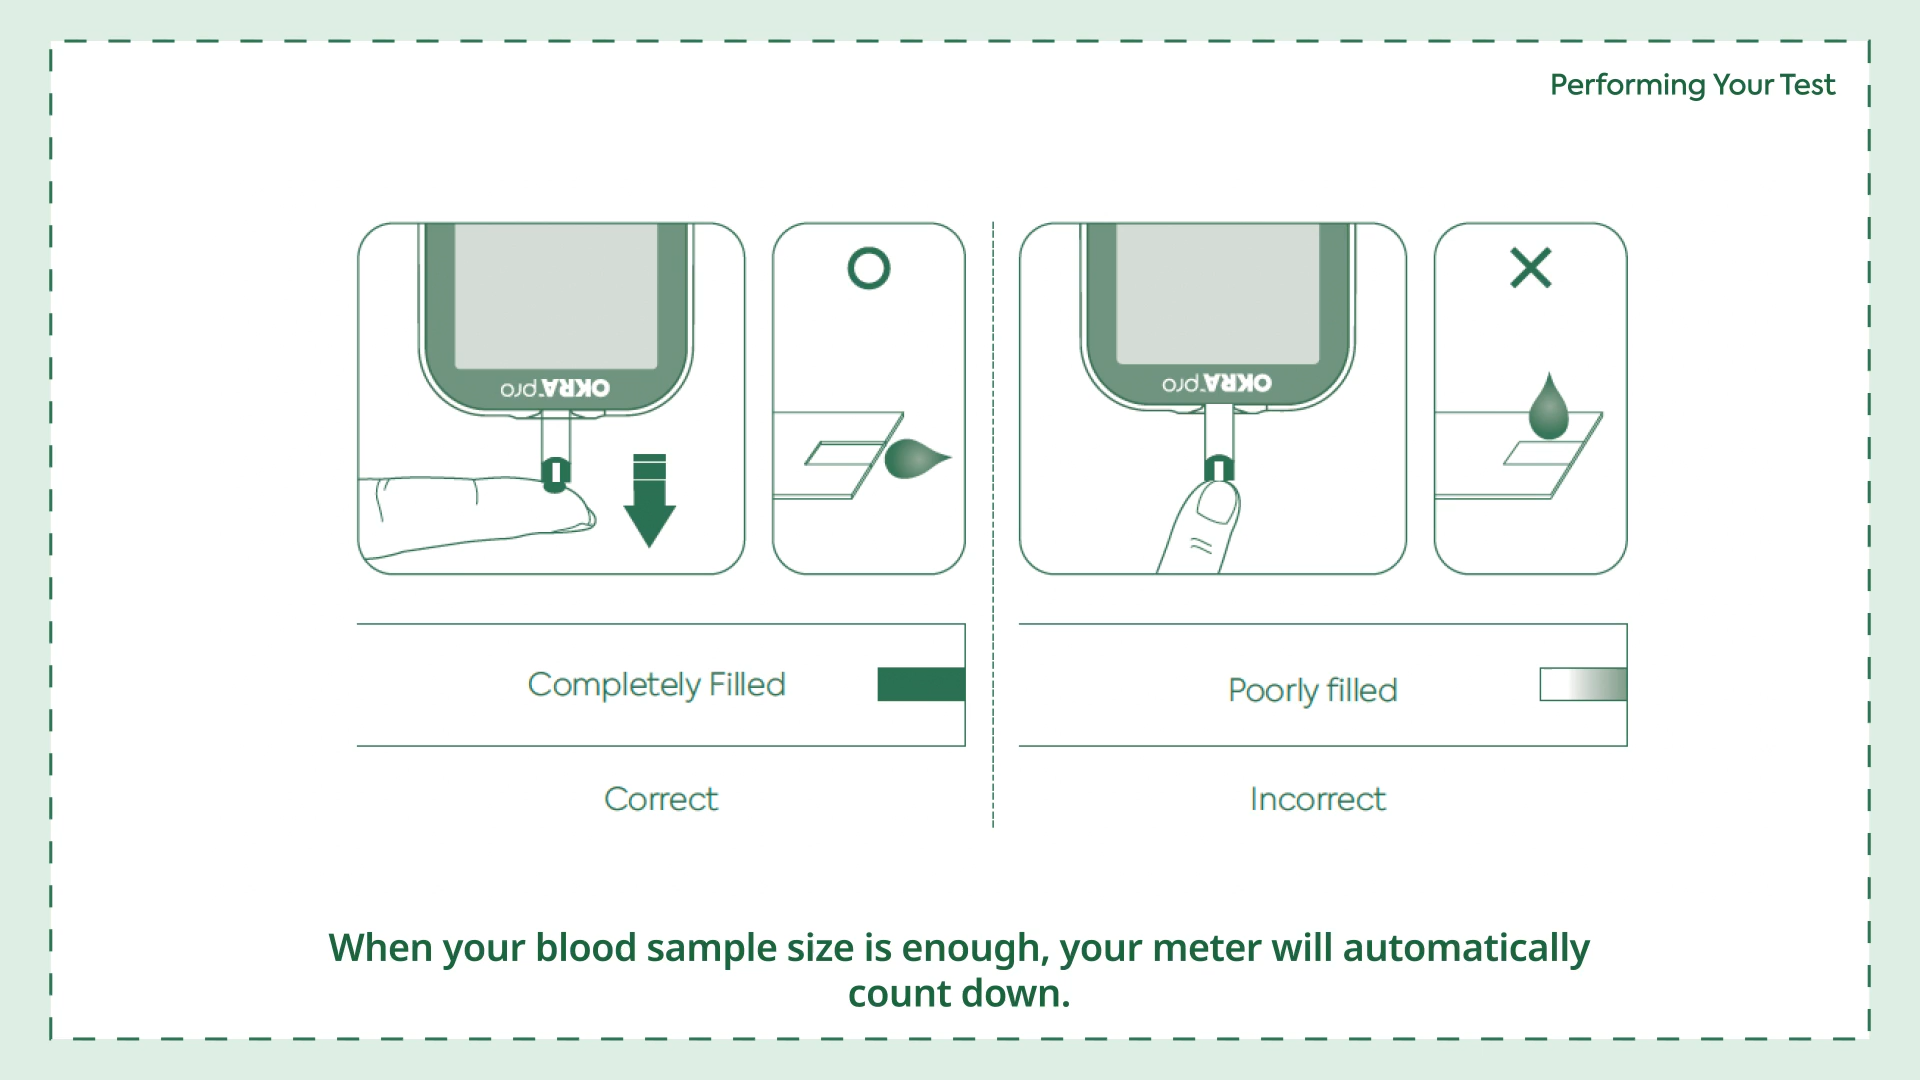 Performing Your Test
OKRA pro
OKRA pro
Completely Filled
Poorly filled
Correct
Incorrect
When your blood sample size is enough, your meter will automatically
count down.